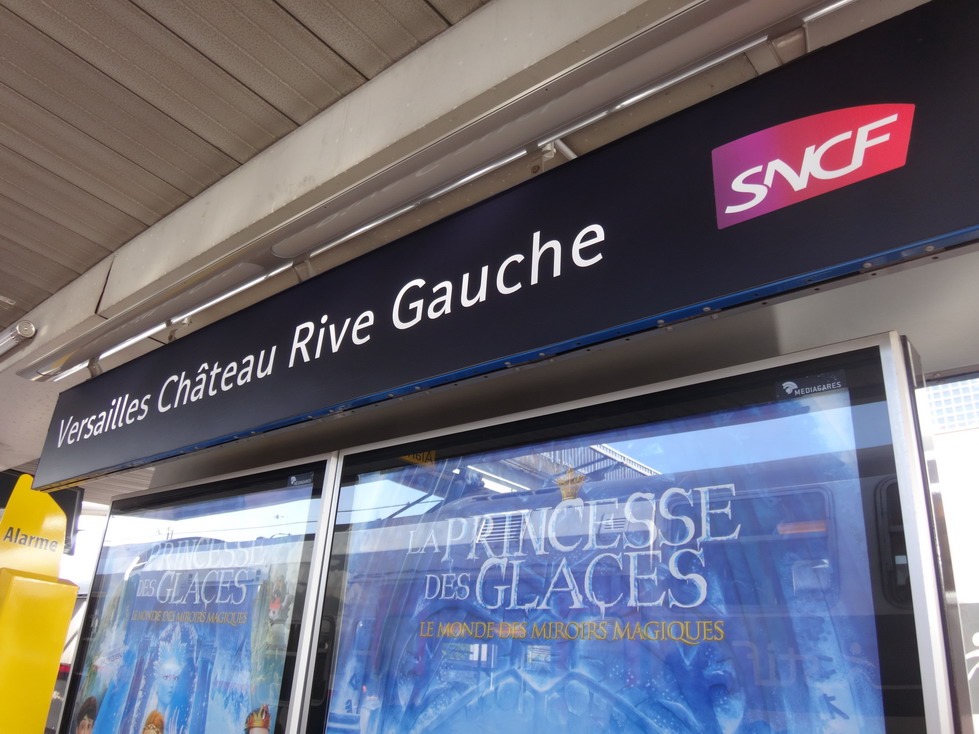 SNCF
Versailles Château Rive Gauche
MEDIAGARES
LA PRINCESSE
DES GLACES
LE MONDE DES MIROIRS MAGIQUES
PRINCESSE
DES GLACES
LE MONDE DES MIROIRS MAGIQUES
Alarme